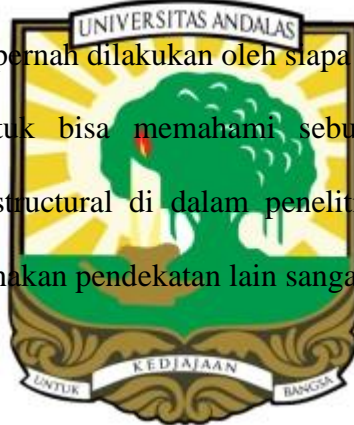 UNIVERSITAS ANDALAS
pernah dilakukan oleh siapa
tuk bisa memahami sebu
structural di dalam penelit
nakan pendekatan lain sanga
KEDJAJAAN
UNTUK BANGSA